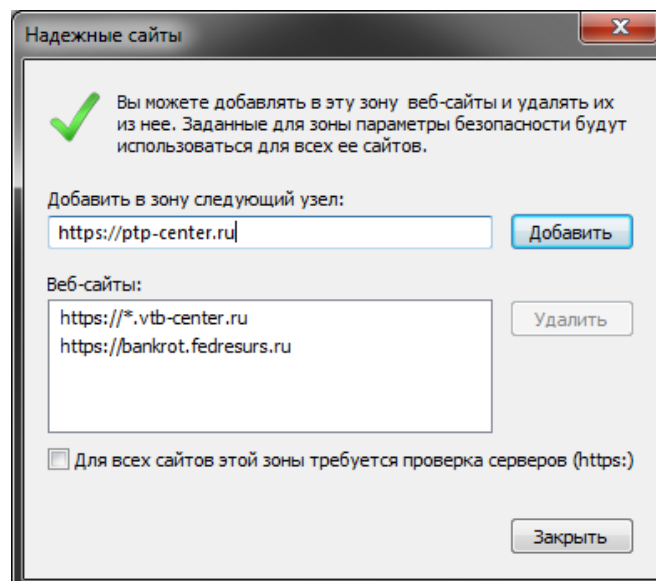 Надежные сайты
Вы можете добавлять в эту зону веб-сайты и удалять их
из нее. Заданные для зоны параметры безопасности будут
использоваться для всех ее сайтов.
Добавить в зону следующий узел:
https://ptp-center.ru
Добавить
Веб-сайты:
https://*.vtb-center.ru
https://bankrot.fedresurs.ru
Удалить
Для всех сайтов этой зоны требуется проверка серверов (https:)
Закрыть